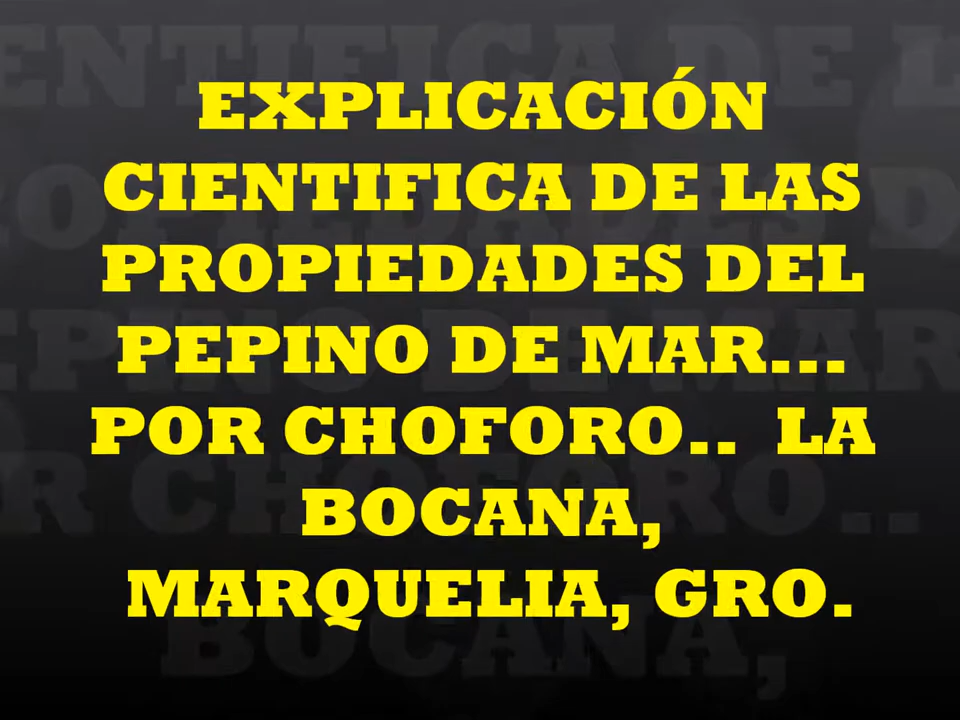 EXPLICACIÓN
CIENTIFICA DE LAS
PROPIEDADES DEL
PEPINO DE MAR...
POR CHOFORO.. LA
BOCANA,
MARQUELIA, GRO.